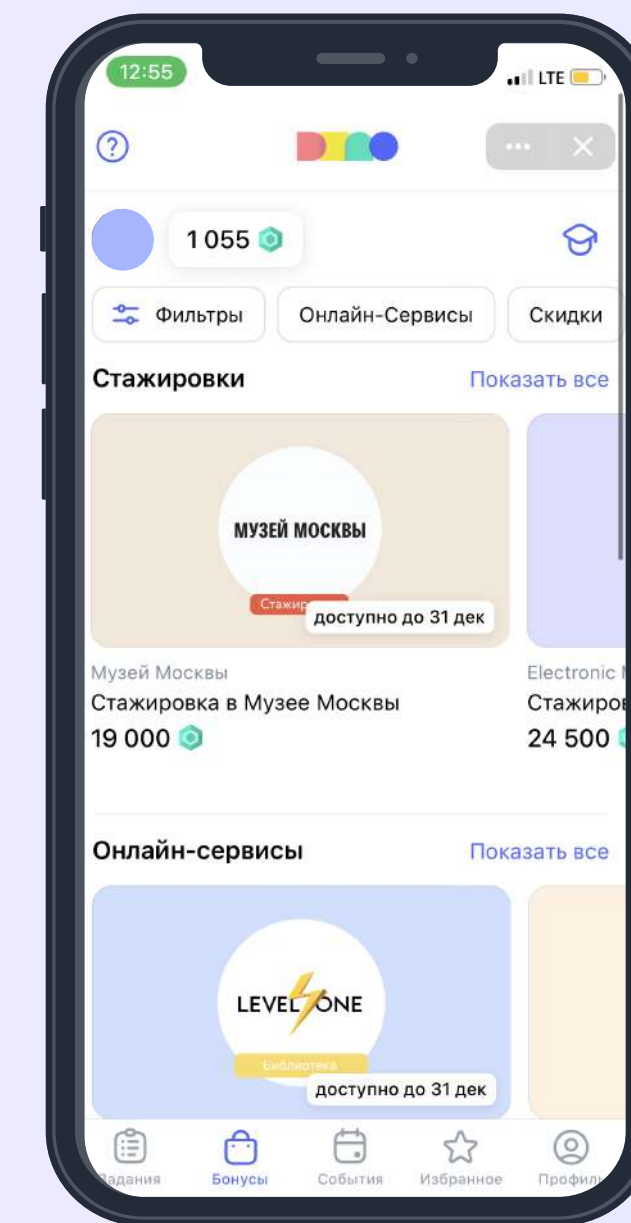 12:55
LTE
1 055
Фильтры
Онлайн-Сервисы
Скидки
Стажировки
Показать все
МУЗЕЙ МОСКВЫ
доступно до 31 дек
Музей Москвы
Electronic
Стажировка в Музее Москвы
19 000
24 500
Онлайн-сервисы
Показать все
LEVEL ONE
Библиотека
доступно до 31 дек
Бонусы
События
Избранное